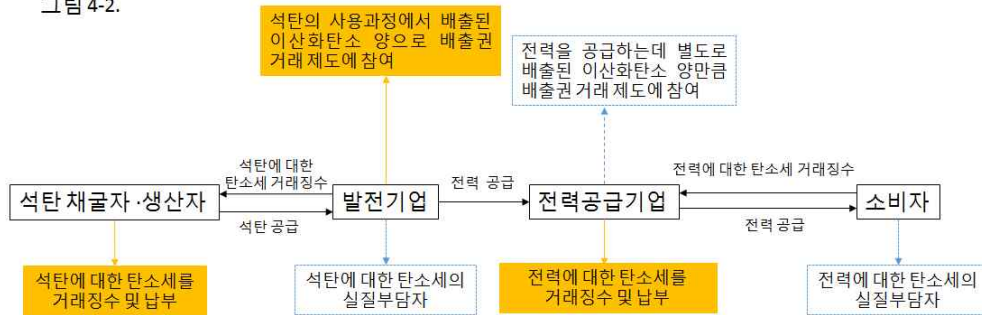 그림 4-2.
석탄의 사용과정에서 배출된
이산화탄소 양으로 배출권
거래 제도에 참여
전력을 공급하는데 별도로
배출된 이산화탄소 양만큼
배출권 거래 제도에 참여
석탄에 대한
탄소세 거래징수
전력에 대한 탄소세 거래징수
석탄 채굴자 ·생산자
발전기업
전력 공급
전력공급기업
소비자
석탄 공급
전력 공급
석탄에 대한 탄소세를
거래징수 및 납부
석탄에 대한 탄소세의
실질부담자
전력에 대한 탄소세를
거래징수 및 납부
전력에 대한 탄소세의
실질부담자